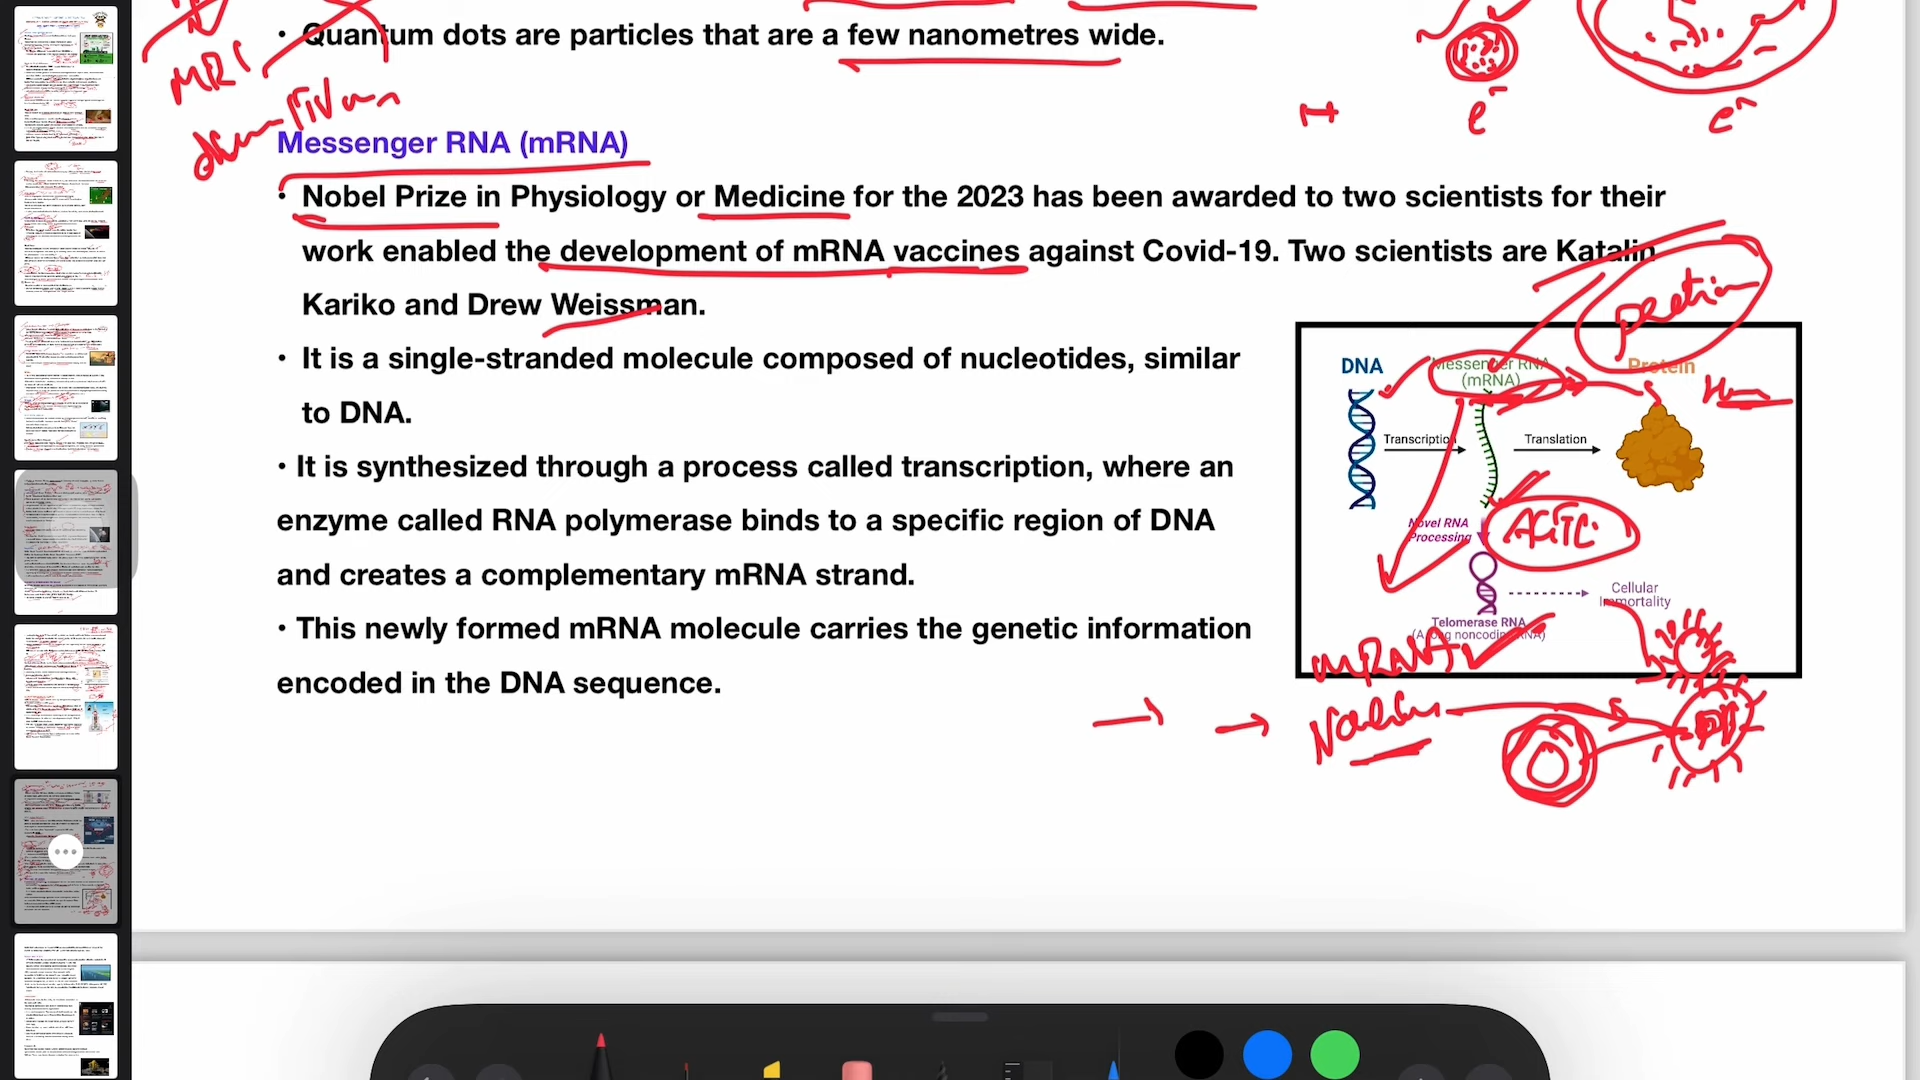 • Quantum dots are particles that are a few nanometres wide.
MRI
e⁻
e⁻
Messenger RNA (mRNA)
• Nobel Prize in Physiology or Medicine for the 2023 has been awarded to two scientists for their
work enabled the development of mRNA vaccines against Covid-19. Two scientists are Katalin
Kariko and Drew Weissman.
• It is a single-stranded molecule composed of nucleotides, similar
to DNA.
• It is synthesized through a process called transcription, where an
enzyme called RNA polymerase binds to a specific region of DNA
and creates a complementary mRNA strand.
• This newly formed mRNA molecule carries the genetic information
encoded in the DNA sequence.
DNA
Messenger RNA
(mRNA)
Protein
Transcription
Translation
Novel RNA
Processing
Cellular
Immortality
Telomerase RNA
(A long noncoding RNA)
mRNA